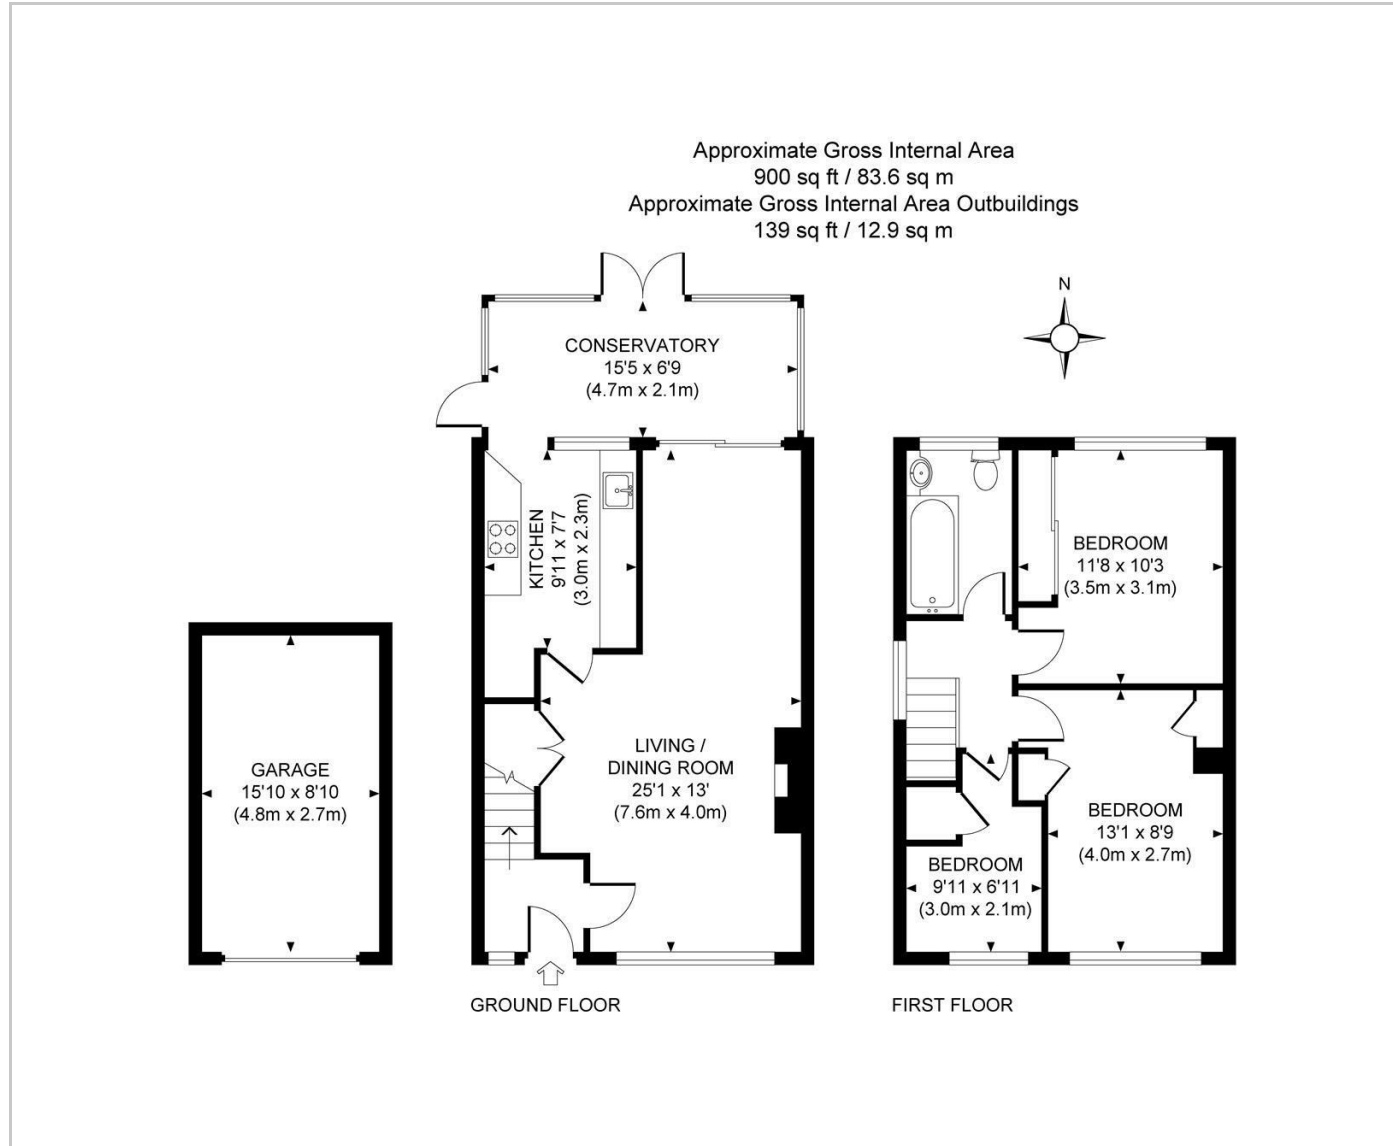 Approximate Gross Internal Area
900 sq ft / 83.6 sq m
Approximate Gross Internal Area Outbuildings
139 sq ft / 12.9 sq m
N
CONSERVATORY
15'5 x 6'9
(4.7m x 2.1m)
KITCHEN
9'11 x 7'7
(3.0m x 2.3m)
BEDROOM
11'8 x 10'3
(3.5m x 3.1m)
GARAGE
15'10 x 8'10
(4.8m x 2.7m)
LIVING /
DINING ROOM
25'1 x 13'
(7.6m x 4.0m)
BEDROOM
13'1 x 8'9
(4.0m x 2.7m)
BEDROOM
9'11 x 6'11
(3.0m x 2.1m)
GROUND FLOOR
FIRST FLOOR